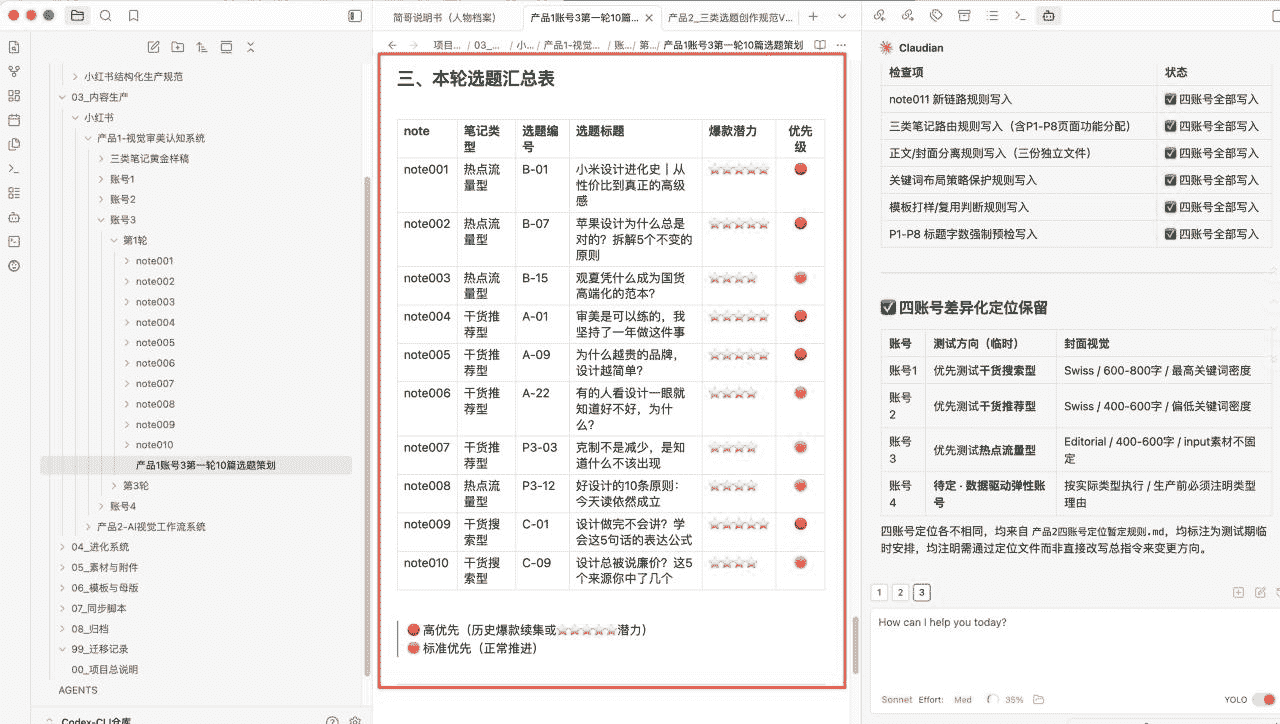 简哥说明书（人物档案）
产品1账号3第一轮10篇...
产品2_三类选题创作规范V...
项目... / 03_... / 小... / 产品1-视觉... / 账... / 第... / 产品1账号3第一轮10篇选题策划
小红书结构化生产规范
03_内容生产
小红书
产品1-视觉审美认知系统
三类笔记黄金样稿
账号1
账号2
账号3
第1轮
note001
note002
note003
note004
note005
note006
note007
note008
note009
note010
产品1账号3第一轮10篇选题策划
第3轮
账号4
产品2-AI视觉工作流系统
04_进化系统
05_素材与附件
06_模板与母版
07_同步脚本
08_归档
99_迁移记录
00_项目总说明
AGENTS
Codex-CLI仓库
三、本轮选题汇总表
note 笔记类型 选题编号 选题标题 爆款潜力 优先级
note001 热点流量型 B-01 小米设计进化史｜从性价比到真正的高级感
note002 热点流量型 B-07 苹果设计为什么总是对的？拆解5个不变的原则
note003 热点流量型 B-15 观夏凭什么成为国货高端化的范本？
note004 干货推荐型 A-01 审美是可以练的，我坚持了一年做这件事
note005 干货推荐型 A-09 为什么越贵的品牌，设计越简单？
note006 干货推荐型 A-22 有的人看设计一眼就知道好不好，为什么？
note007 干货推荐型 P3-03 克制不是减少，是知道什么不该出现
note008 热点流量型 P3-12 好设计的10条原则：今天读依然成立
note009 干货搜索型 C-01 设计做完不会讲？学会这5句话的表达公式
note010 干货搜索型 C-09 设计总被说廉价？这5个来源你中了几个
高优先（历史爆款续集或⭐⭐⭐⭐⭐潜力）
标准优先（正常推进）
Claudian
检查项 状态
note011 新链路规则写入 ✅ 四账号全部写入
三类笔记路由规则写入（含P1-P8页面功能分配） ✅ 四账号全部写入
正文/封面分离规则写入（三份独立文件） ✅ 四账号全部写入
关键词布局策略保护规则写入 ✅ 四账号全部写入
模板打样/复用判断规则写入 ✅ 四账号全部写入
P1-P8 标题字数强制预检写入 ✅ 四账号全部写入
✅ 四账号差异化定位保留
账号 测试方向（临时） 封面视觉
账号1 优先测试干货搜索型 Swiss / 600-800字 / 最高关键词密度
账号2 优先测试干货推荐型 Swiss / 400-600字 / 偏低关键词密度
账号3 优先测试热点流量型 Editorial / 400-600字 / input素材不固定
账号4 待定 · 数据驱动弹性账号 按实际类型执行 / 生产前必须注明类型理由
四账号定位各不相同，均来自 产品2四账号定位暂定规则.md，均标注为测试期临
时安排，均注明需通过定位文件而非直接改写总指令来变更方向。
1 2 3
How can I help you today?
Sonnet Effort: Med 35% YOLO